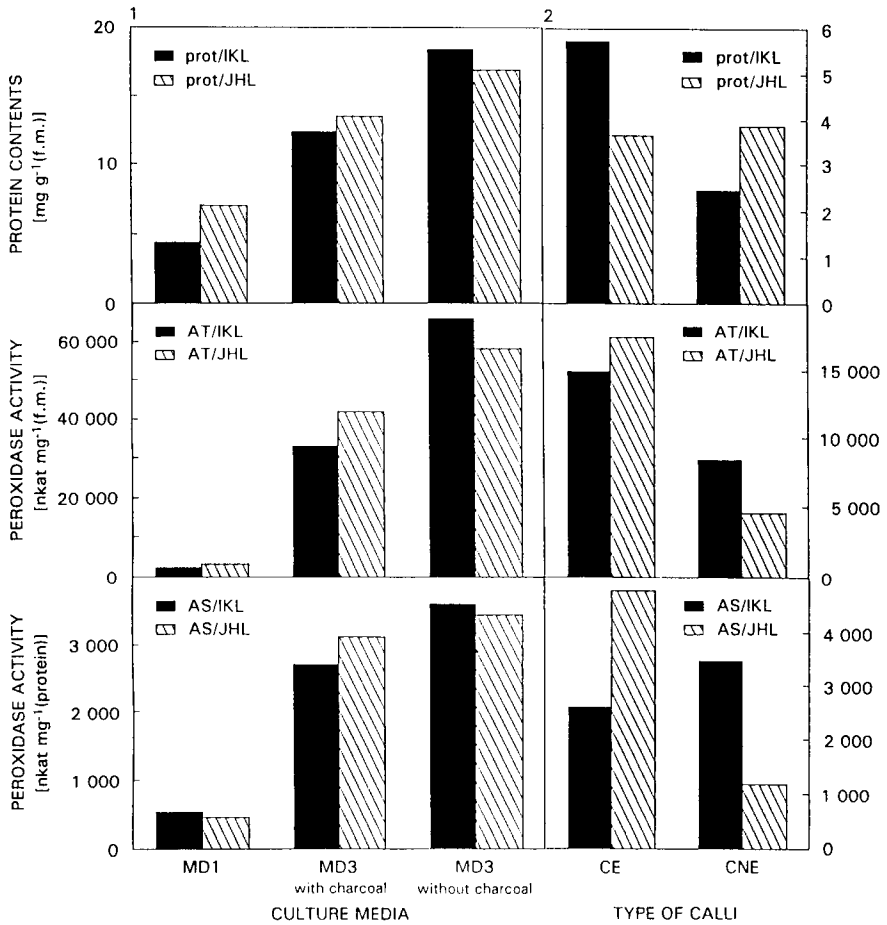 1
2
20
10
0
PROTEIN CONTENTS
[mg g⁻¹(f.m.)]
prot/IKL
prot/JHL
prot/IKL
prot/JHL
6
5
4
3
2
1
0
60 000
40 000
20 000
0
PEROXIDASE ACTIVITY
[nkat mg⁻¹(f.m.)]
AT/IKL
AT/JHL
AT/IKL
AT/JHL
15 000
10 000
5 000
0
3 000
2 000
1 000
0
PEROXIDASE ACTIVITY
[nkat mg⁻¹(protein)]
AS/IKL
AS/JHL
AS/IKL
AS/JHL
4 000
3 000
2 000
1 000
0
MD1
MD3
with charcoal
MD3
without charcoal
CE
CNE
CULTURE MEDIA
TYPE OF CALLI